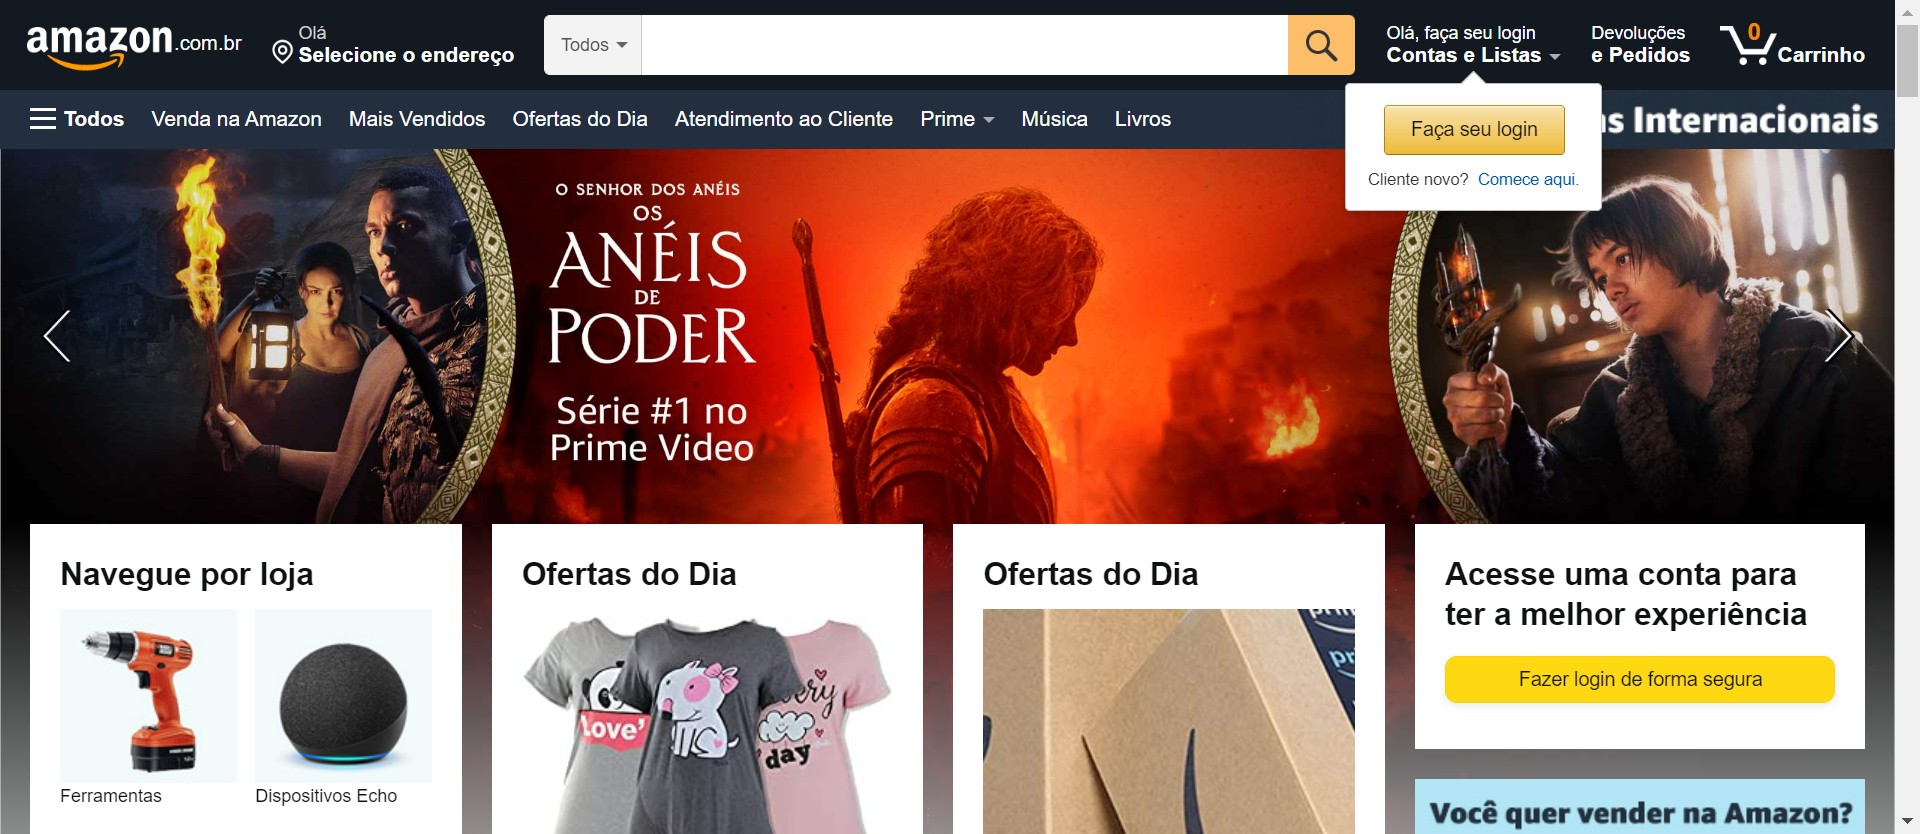 amazon.com.br
Olá
Selecione o endereço
Todos
Olá, faça seu login
Contas e Listas
Devoluções
e Pedidos
0
Carrinho
Todos
Venda na Amazon
Mais Vendidos
Ofertas do Dia
Atendimento ao Cliente
Prime
Música
Livros
s Internacionais
Faça seu login
Cliente novo? Comece aqui.
O SENHOR DOS ANÉIS
OS
ANÉIS
DE
PODER
Série #1 no
Prime Video
Navegue por loja
Ferramentas
Dispositivos Echo
Ofertas do Dia
Love'
day
Ofertas do Dia
Acesse uma conta para
ter a melhor experiência
Fazer login de forma segura
Você quer vender na Amazon?